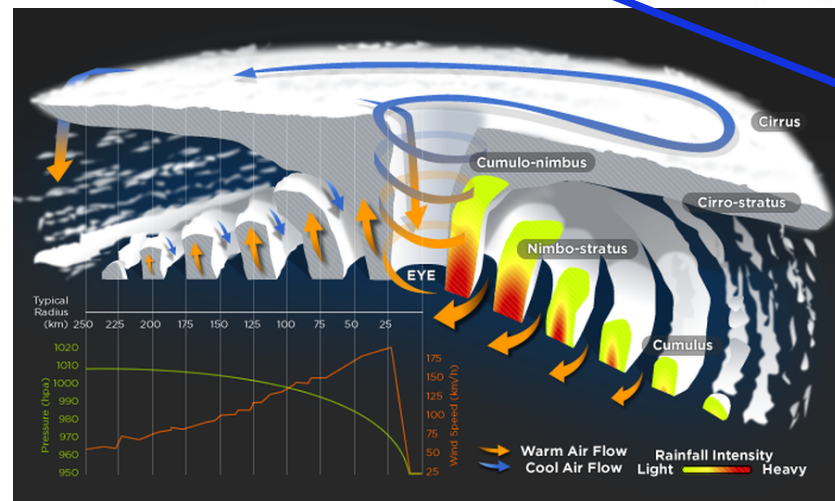 Cirrus
Cumulo-nimbus
Cirro-stratus
Nimbo-stratus
EYE
Cumulus
Typical
Radius
(km)
250 225 200 175 150 125 100 75 50 25
1020
1010
1000
990
980
970
960
950
Pressure (hpa)
175
150
125
100
75
50
25
Wind Speed (km/h)
Warm Air Flow
Cool Air Flow
Rainfall Intensity
Light Heavy